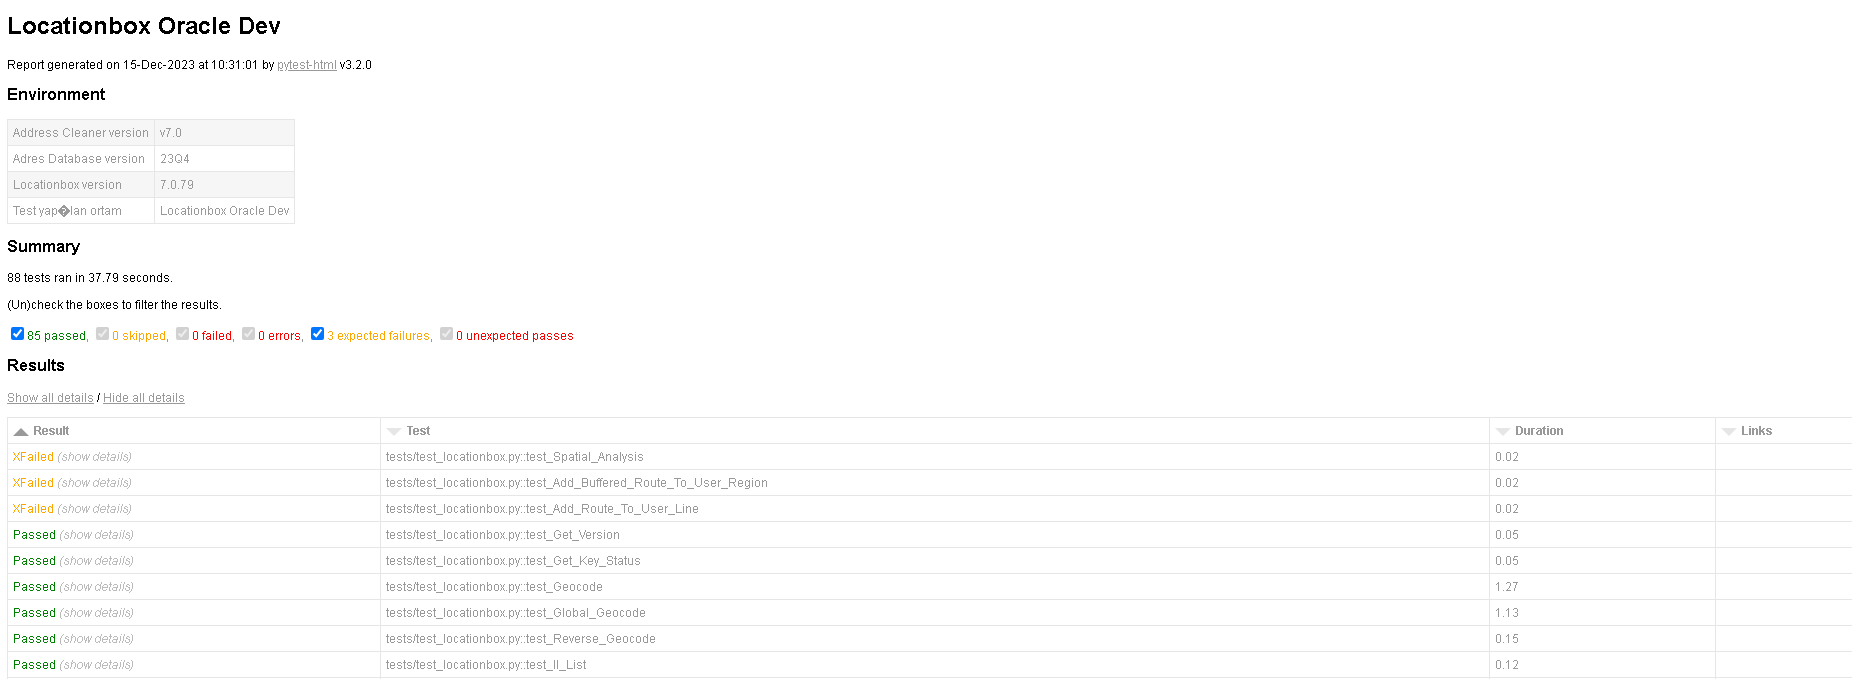 Locationbox Oracle Dev
Report generated on 15-Dec-2023 at 10:31:01 by pytest-html v3.2.0
Environment
Address Cleaner version v7.0
Adres Database version 23Q4
Locationbox version 7.0.79
Test yap�lan ortam Locationbox Oracle Dev
Summary
88 tests ran in 37.79 seconds.
(Un)check the boxes to filter the results.
85 passed, 0 skipped, 0 failed, 0 errors, 3 expected failures, 0 unexpected passes
Results
Show all details / Hide all details
Result Test Duration Links
XFailed (show details) tests/test_locationbox.py::test_Spatial_Analysis 0.02
XFailed (show details) tests/test_locationbox.py::test_Add_Buffered_Route_To_User_Region 0.02
XFailed (show details) tests/test_locationbox.py::test_Add_Route_To_User_Line 0.02
Passed (show details) tests/test_locationbox.py::test_Get_Version 0.05
Passed (show details) tests/test_locationbox.py::test_Get_Key_Status 0.05
Passed (show details) tests/test_locationbox.py::test_Geocode 1.27
Passed (show details) tests/test_locationbox.py::test_Global_Geocode 1.13
Passed (show details) tests/test_locationbox.py::test_Reverse_Geocode 0.15
Passed (show details) tests/test_locationbox.py::test_Il_List 0.12